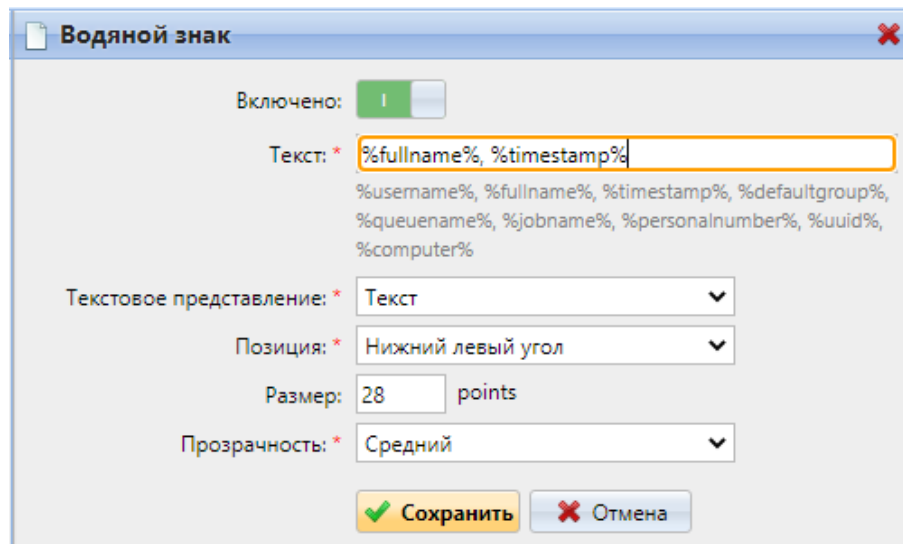 Водяной знак
Включено:
I
Текст: * %fullname%, %timestamp%
%username%, %fullname%, %timestamp%, %defaultgroup%,
%queuename%, %jobname%, %personalnumber%, %uuid%,
%computer%
Текстовое представление: * Текст
Позиция: * Нижний левый угол
Размер: 28 points
Прозрачность: * Средний
Сохранить Отмена